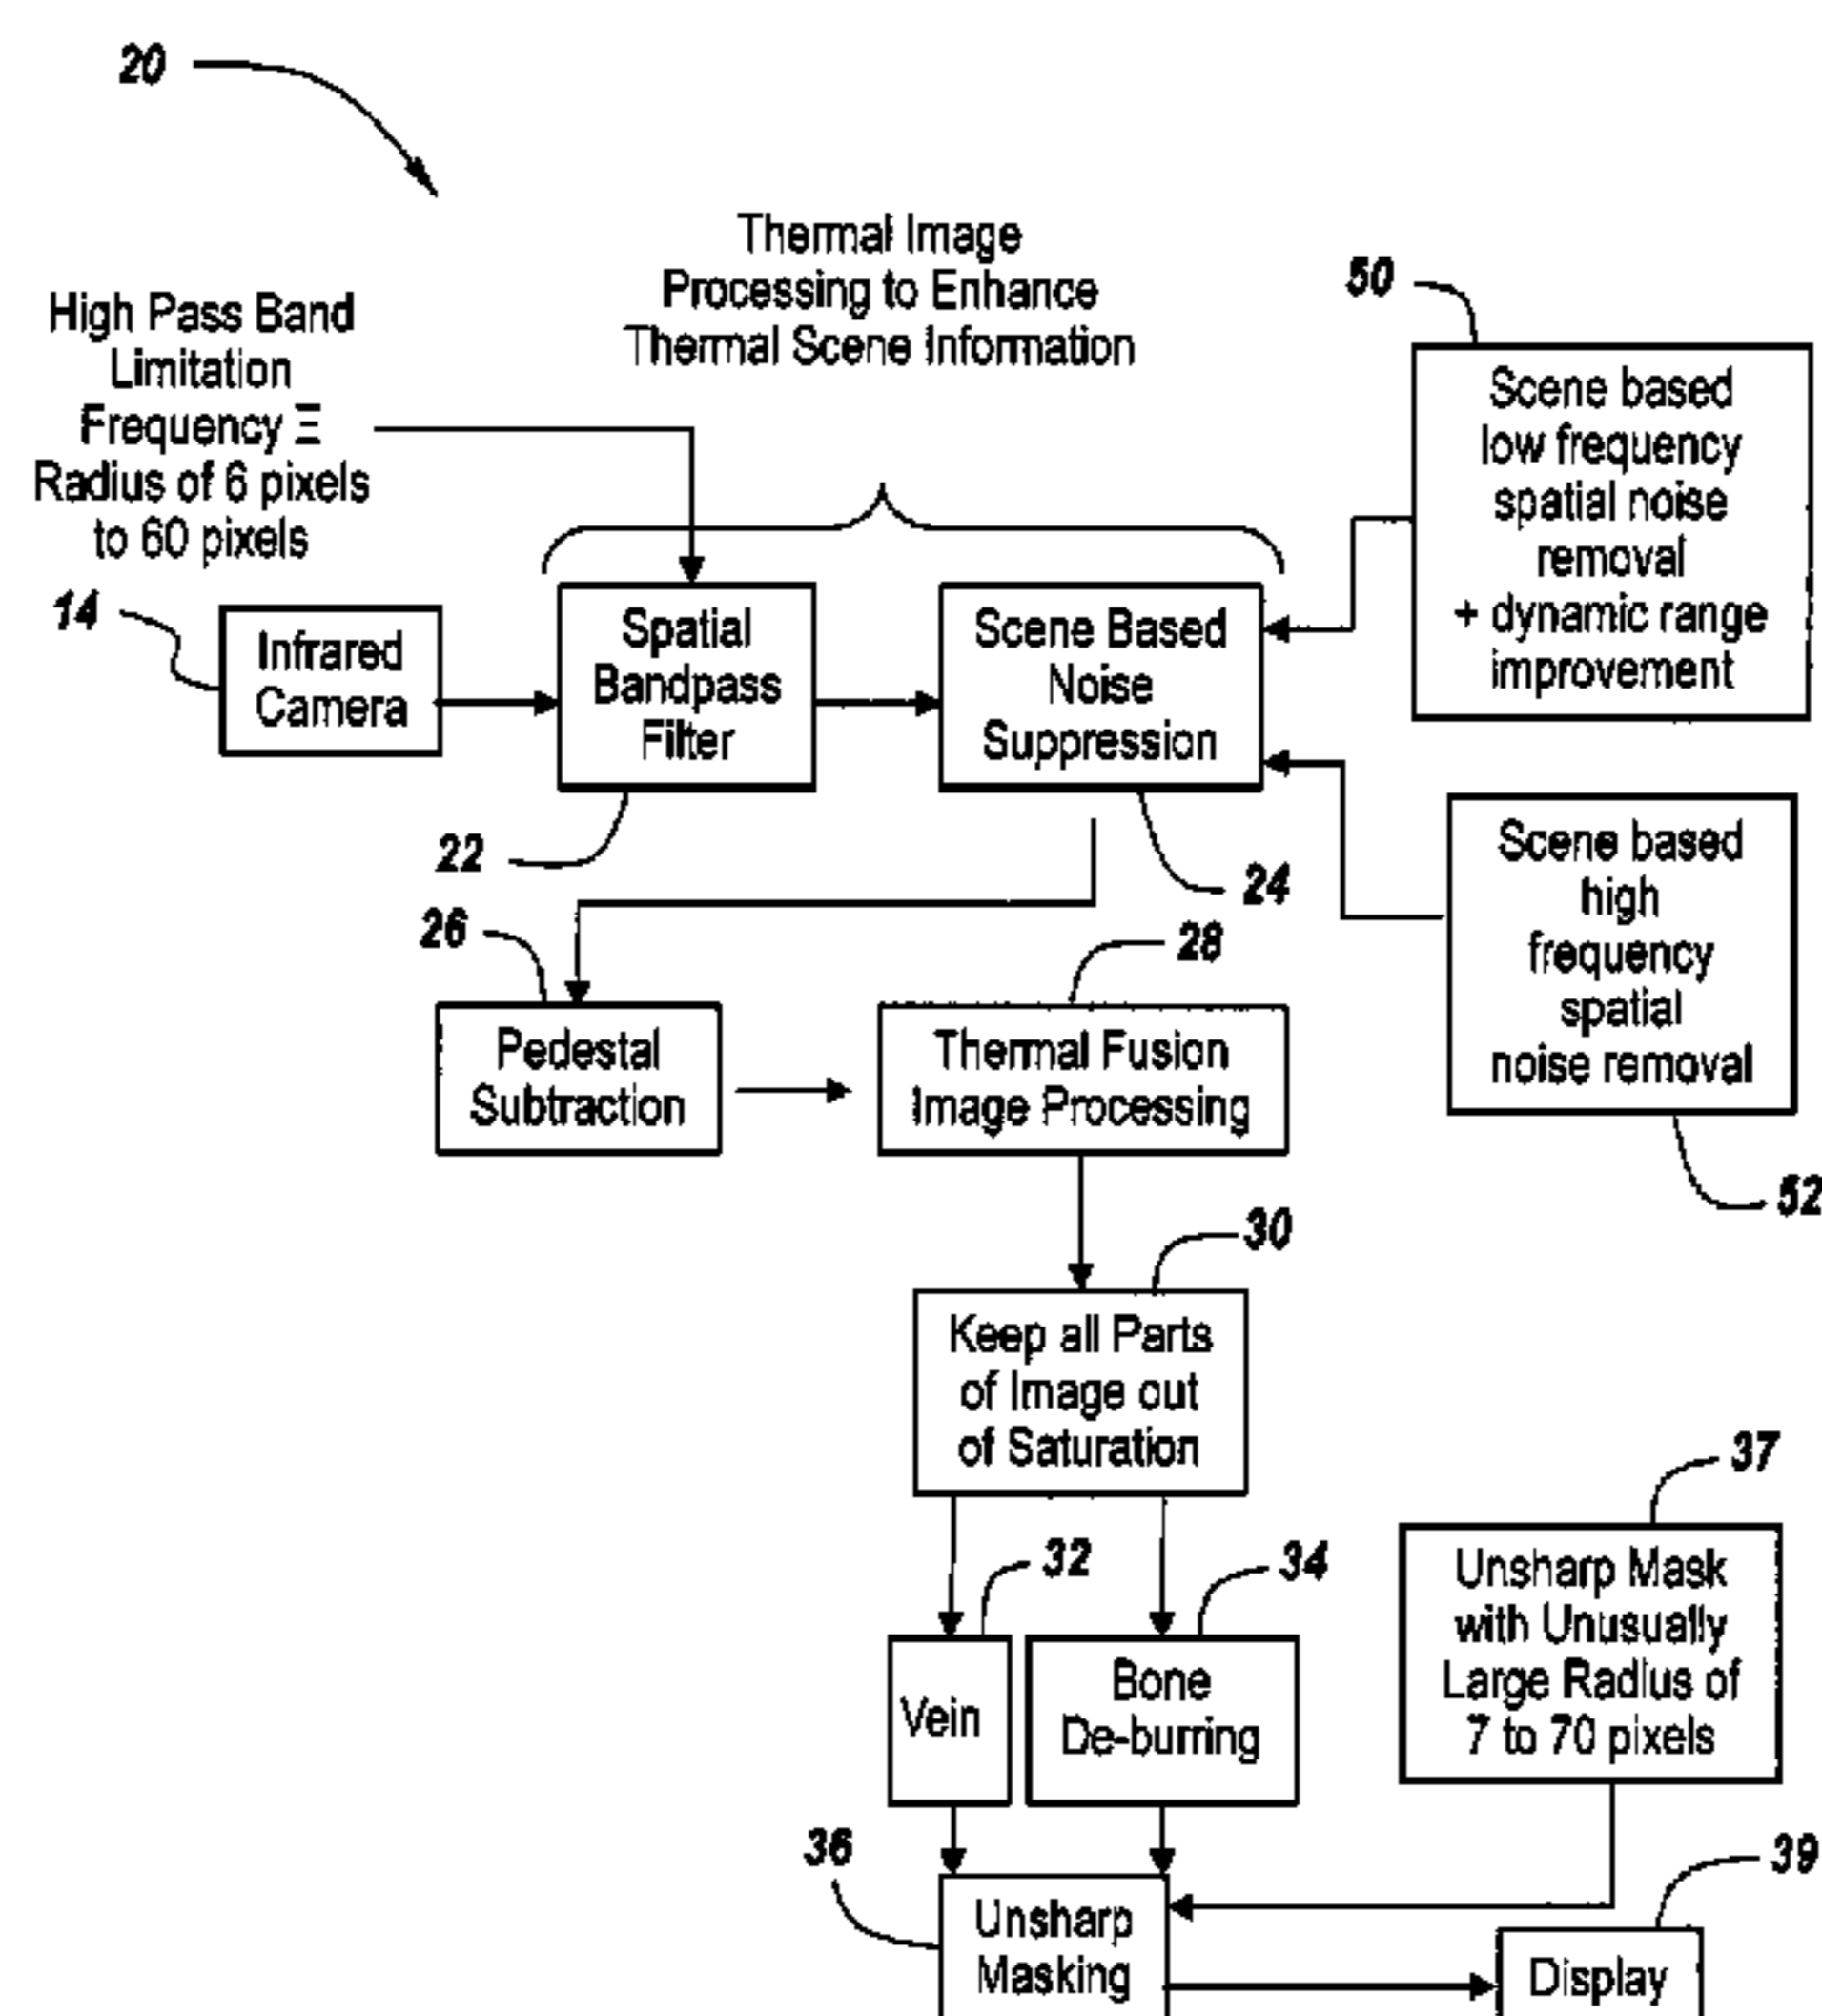 20
Thermal Image
Processing to Enhance
Thermal Scene Information
High Pass Band
Limitation
Frequency Ξ
Radius of 6 pixels
to 60 pixels
50
Scene based
low frequency
spatial noise
removal
+ dynamic range
improvement
14
Infrared
Camera
Spatial
Bandpass
Filter
Scene Based
Noise
Suppression
22
24
Scene based
high
frequency
spatial
noise removal
52
26
28
Pedestal
Subtraction
Thermal Fusion
Image Processing
30
Keep all Parts
of Image out
of Saturation
32
34
37
Vein
Bone
De-burring
Unsharp Mask
with Unusually
Large Radius of
7 to 70 pixels
36
39
Unsharp
Masking
Display